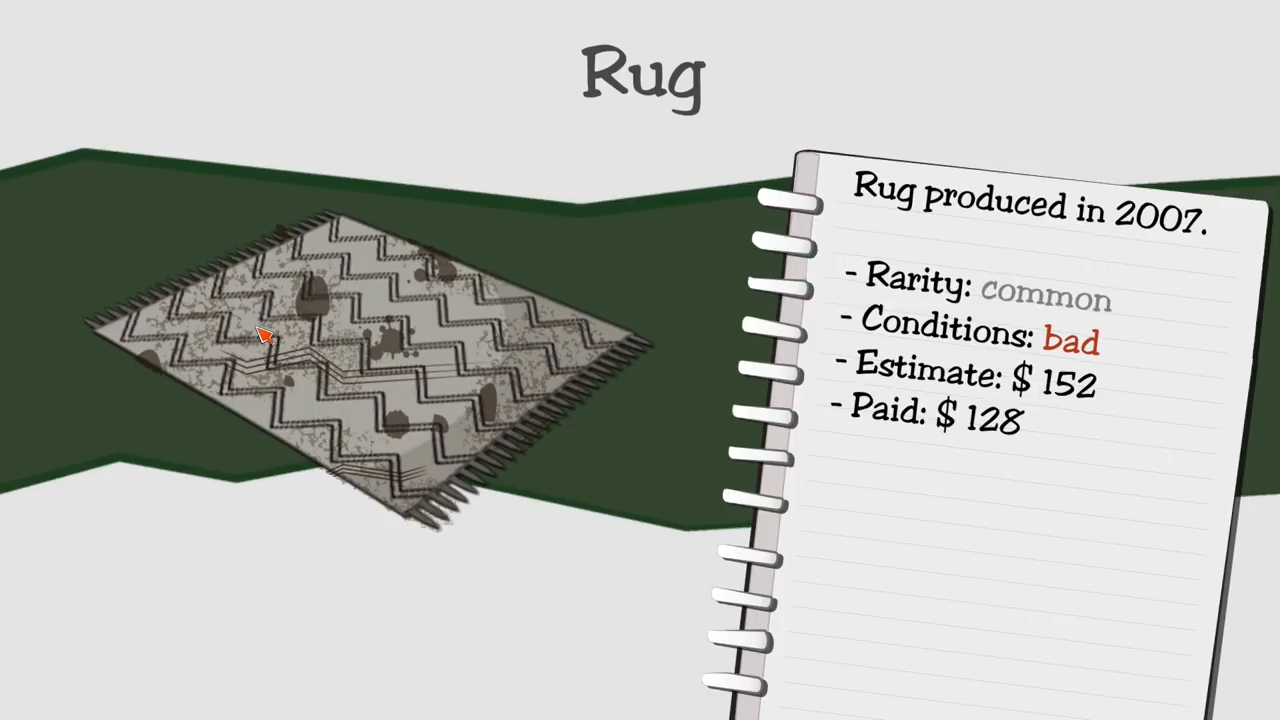 Rug
Rug produced in 2007.
- Rarity: common
- Conditions: bad
- Estimate: $ 152
- Paid: $ 128